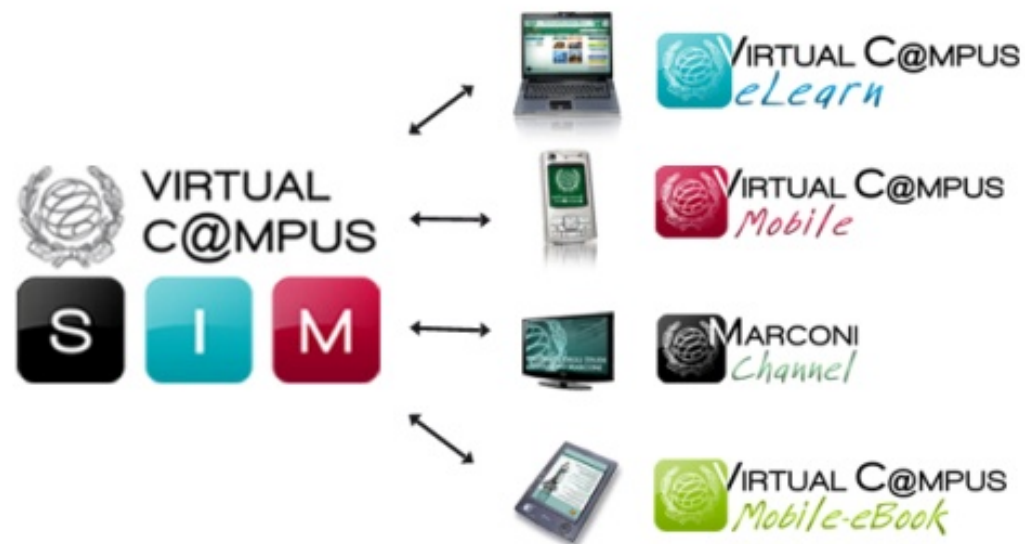 VIRTUAL
C@MPUS
S I M
VIRTUAL C@MPUS
eLearn
VIRTUAL C@MPUS
Mobile
MARCONI
Channel
VIRTUAL C@MPUS
Mobile-eBook